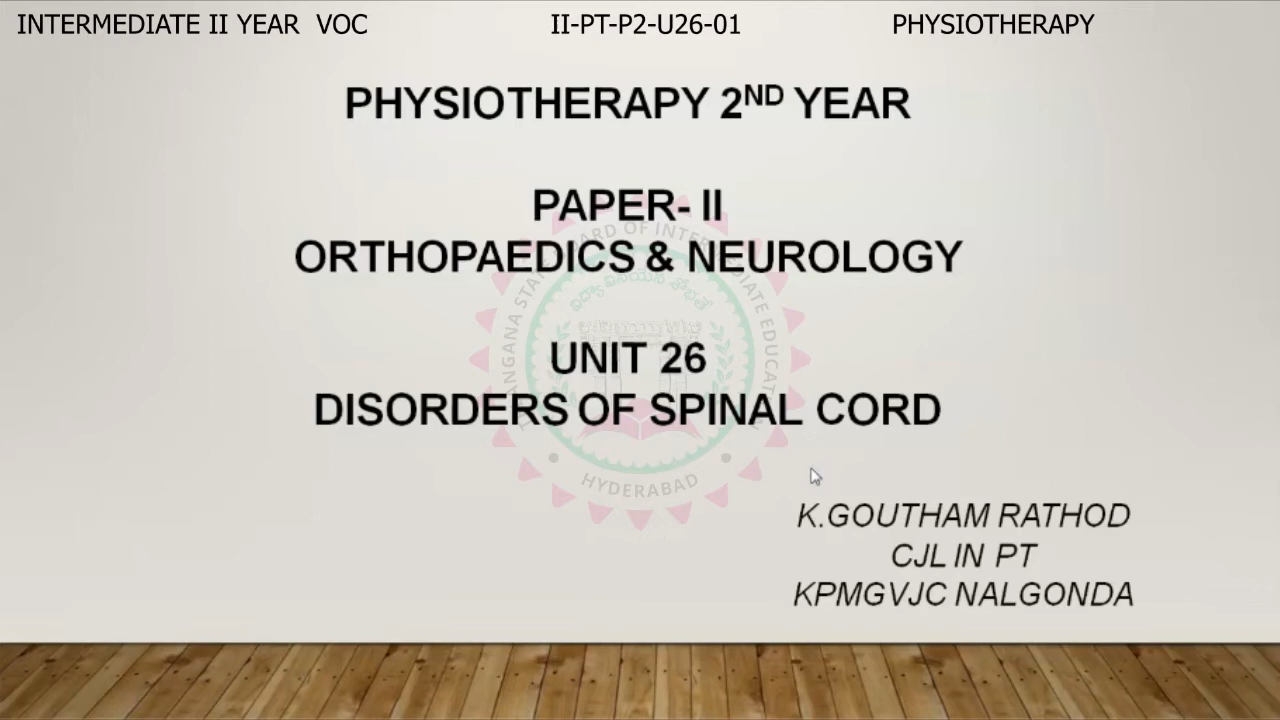 INTERMEDIATE II YEAR VOC II-PT-P2-U26-01 PHYSIOTHERAPY
PHYSIOTHERAPY 2ND YEAR
PAPER- II
ORTHOPAEDICS & NEUROLOGY
UNIT 26
DISORDERS OF SPINAL CORD
HYDERABAD
K.GOUTHAM RATHOD
CJL IN PT
KPMGVJC NALGONDA